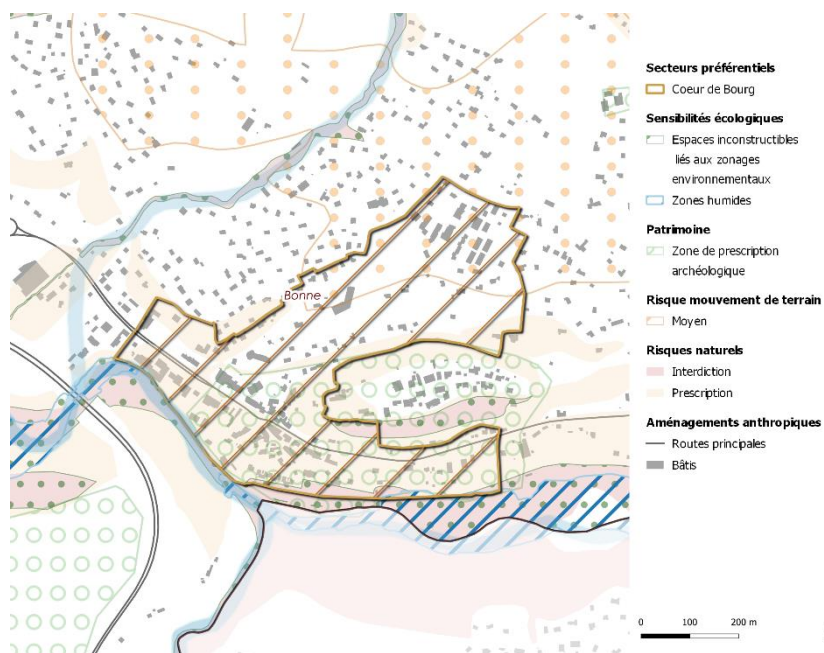 Bonne
Secteurs préférentiels
Coeur de Bourg
Sensibilités écologiques
Espaces inconstructibles
liés aux zonages
environnementaux
Zones humides
Patrimoine
Zone de prescription
archéologique
Risque mouvement de terrain
Moyen
Risques naturels
Interdiction
Prescription
Aménagements anthropiques
Routes principales
Bâtis
0 100 200 m